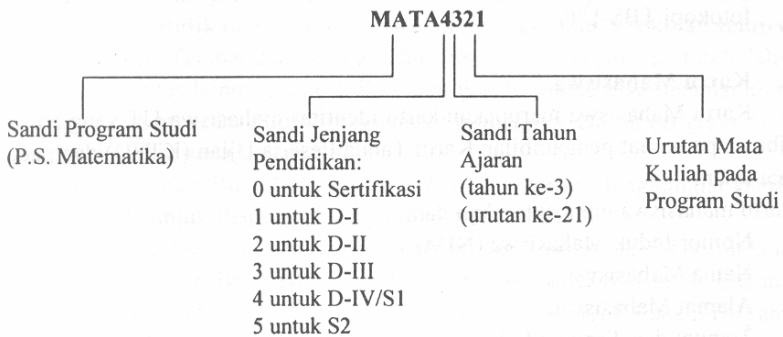 MATA4321
Sandi Program Studi
(P.S. Matematika)
Sandi Jenjang
Pendidikan:
0 untuk Sertifikasi
1 untuk D-I
2 untuk D-II
3 untuk D-III
4 untuk D-IV/S1
5 untuk S2
Sandi Tahun
Ajaran
(tahun ke-3)
(urutan ke-21)
Urutan Mata
Kuliah pada
Program Studi